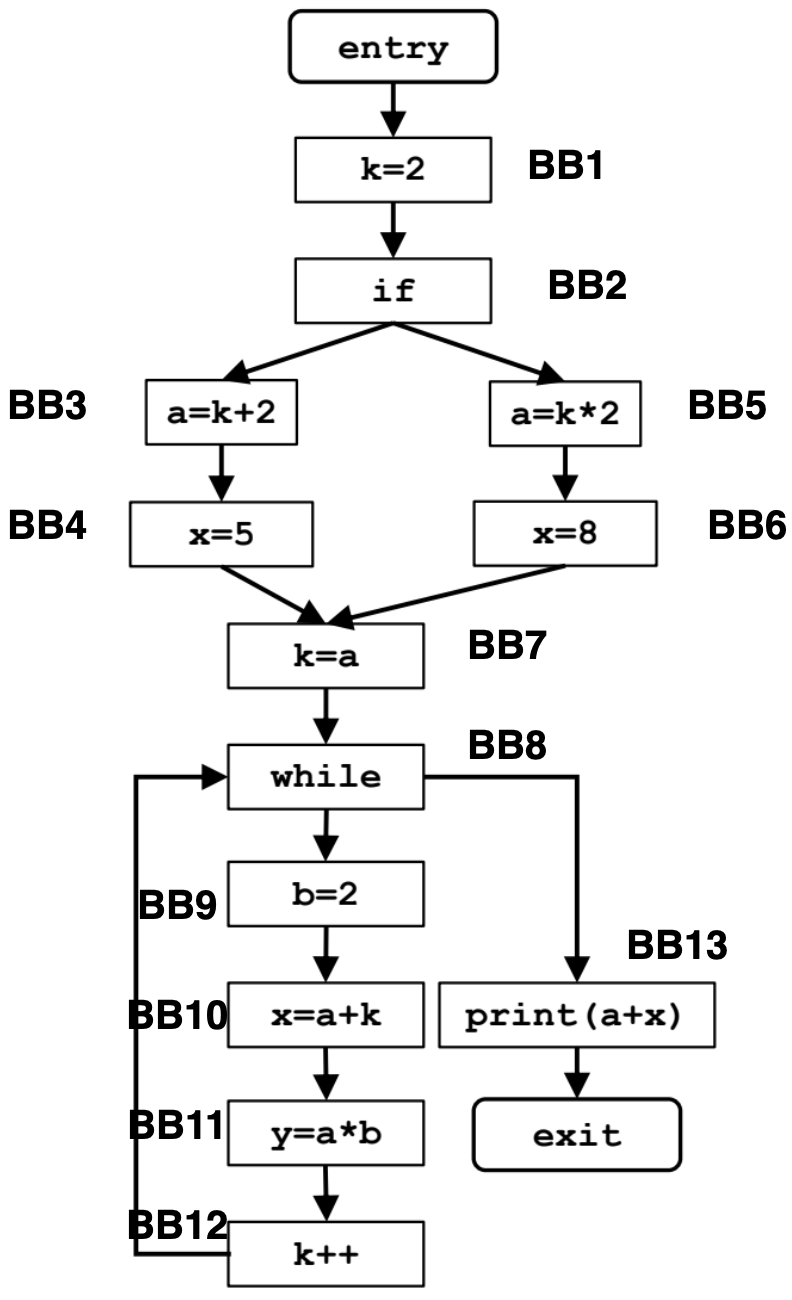 entry
k=2 BB1
if BB2
BB3 a=k+2 a=k*2 BB5
BB4 x=5 x=8 BB6
k=a BB7
BB8
while
b=2
BB9
BB13
BB10 x=a+k print(a+x)
BB11 y=a*b exit
BB12
k++